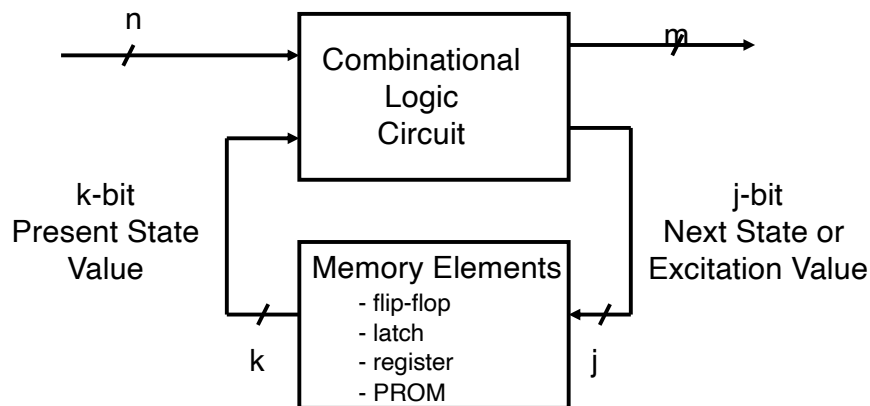 n
m
Combinational
Logic
Circuit
k-bit
Present State
Value
j-bit
Next State or
Excitation Value
Memory Elements
- flip-flop
- latch
- register
- PROM
k
j